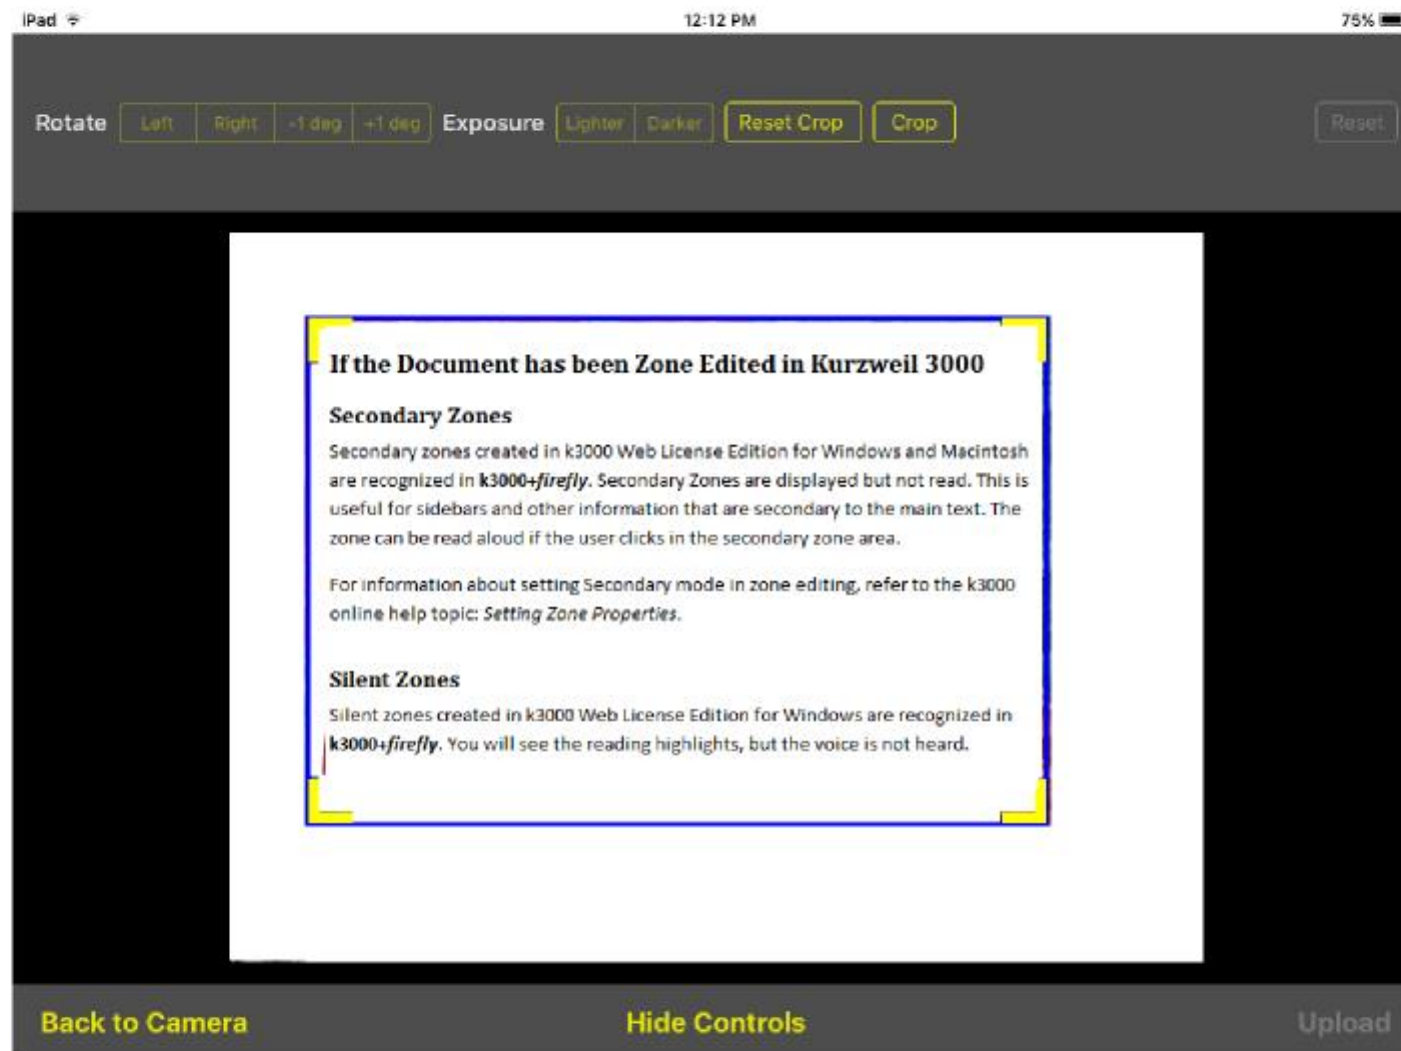 iPad 12:12 PM 75%
Rotate Left Right -1 deg +1 deg Exposure Lighter Darker Reset Crop Crop Reset
If the Document has been Zone Edited in Kurzweil 3000
Secondary Zones
Secondary zones created in k3000 Web License Edition for Windows and Macintosh
are recognized in k3000+firefly. Secondary Zones are displayed but not read. This is
useful for sidebars and other information that are secondary to the main text. The
zone can be read aloud if the user clicks in the secondary zone area.
For information about setting Secondary mode in zone editing, refer to the k3000
online help topic: Setting Zone Properties.
Silent Zones
Silent zones created in k3000 Web License Edition for Windows are recognized in
k3000+firefly. You will see the reading highlights, but the voice is not heard.
Back to Camera Hide Controls Upload